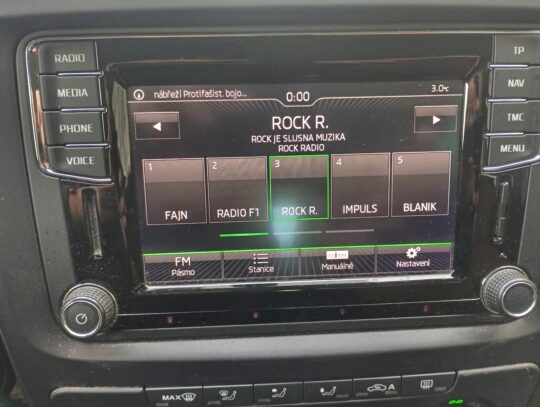 RADIO
MEDIA
PHONE
VOICE
nábřeží Protifašist. bojo...
0:00
3.0°C
TP
NAV
TMC
MENU
ROCK R.
ROCK JE SLUSNA MUZIKA
ROCK RADIO
1 2 3 4 5
FAJN RADIO F1 ROCK R. IMPULS BLANIK
FM
Pásmo
Stanice
Manuálně
Nastavení
MAX
A